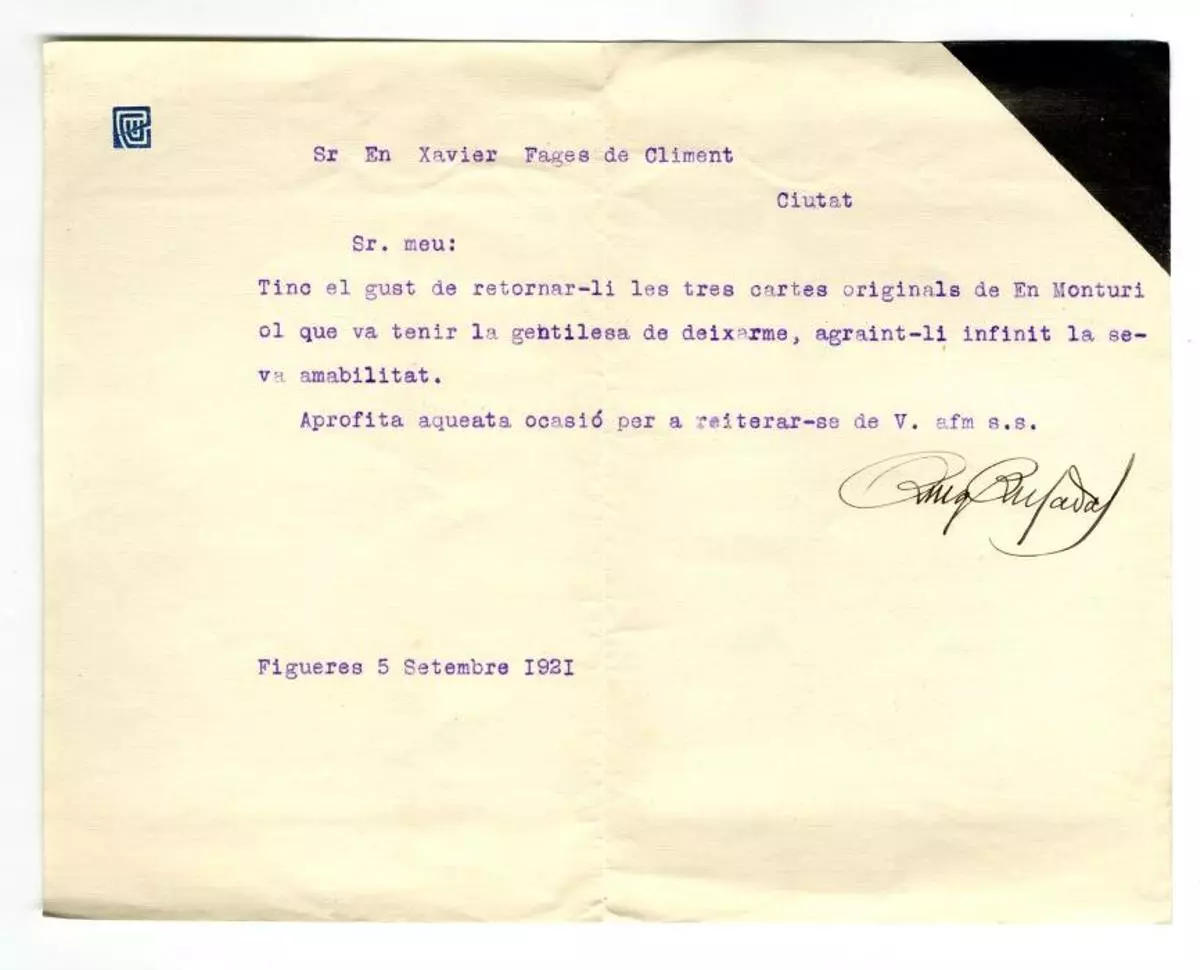 Sr En Xavier Fages de Climent
Ciutat
Sr. meu:
Tinc el gust de retornar-li les tres cartes originals de En Monturi
ol que va tenir la gentilesa de deixarme, agraint-li infinit la se-
va amabilitat.
Aprofita aqueata ocasió per a reiterar-se de V. afm s.s.
Puig Pujadas
Figueres 5 Setembre I92I